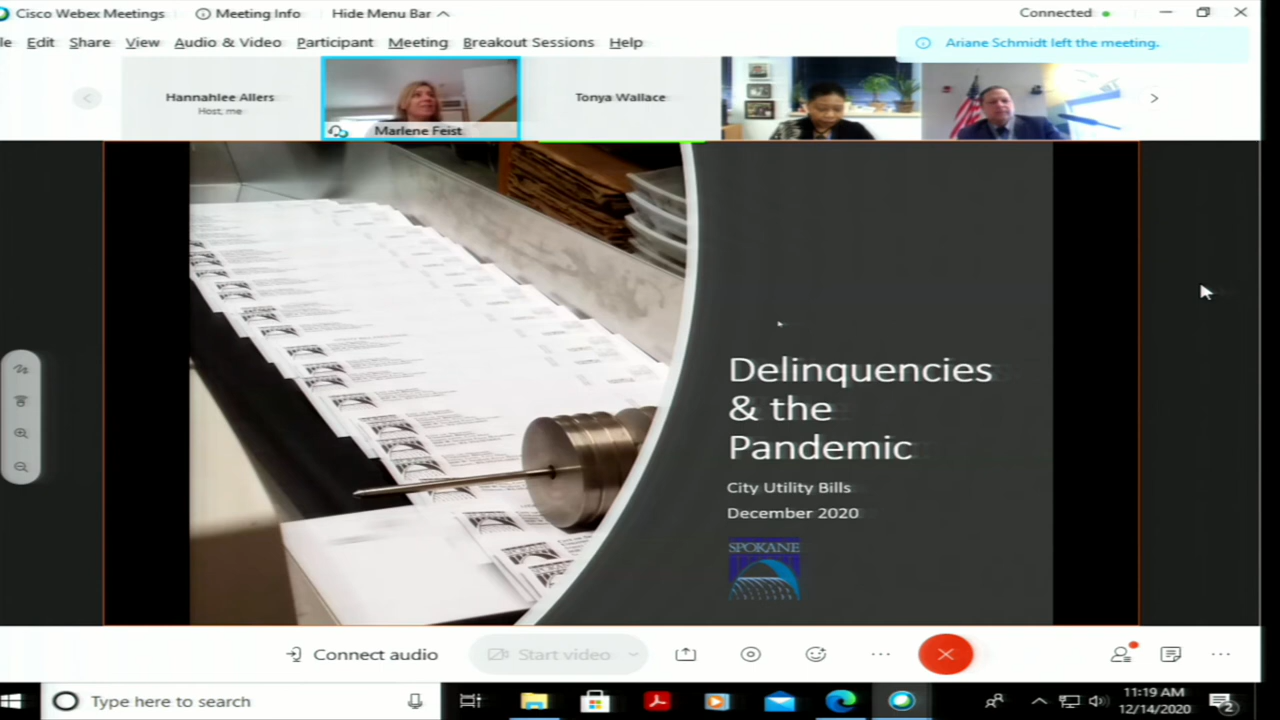 Cisco Webex Meetings
Meeting Info
Hide Menu Bar
Connected
le Edit Share View Audio & Video Participant Meeting Breakout Sessions Help
Ariane Schmidt left the meeting.
Hannahlee Allers
Host, me
Marlene Feist
Tonya Wallace
Delinquencies
& the
Pandemic
City Utility Bills
December 2020
SPOKANE
Connect audio
Start video
Type here to search
11:19 AM
12/14/2020
2